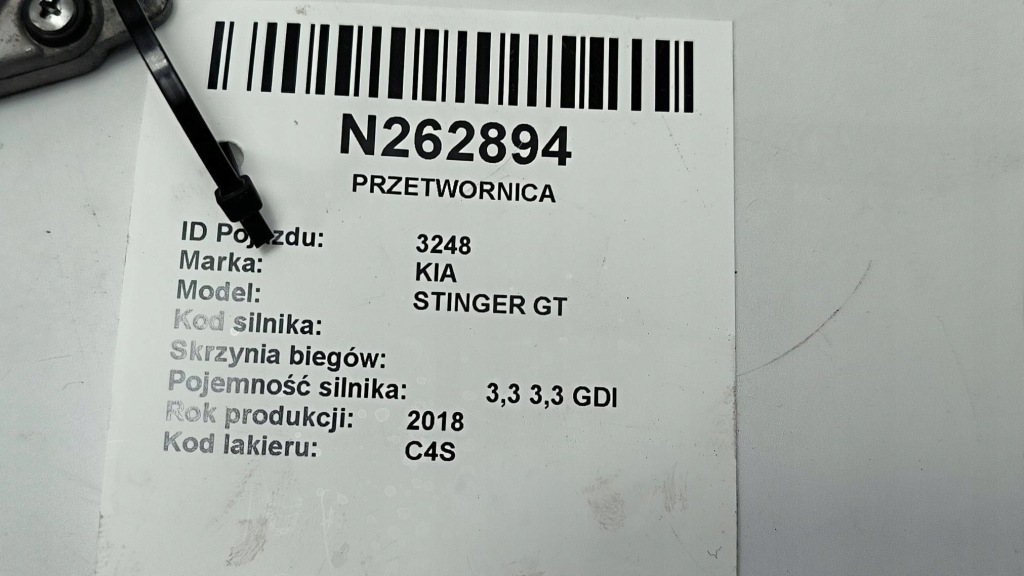 N262894
PRZETWORNICA
ID Pojazdu: 3248
Marka: KIA
Model: STINGER GT
Kod silnika:
Skrzynia biegów:
Pojemność silnika: 3,3 3,3 GDI
Rok produkcji: 2018
Kod lakieru: C4S